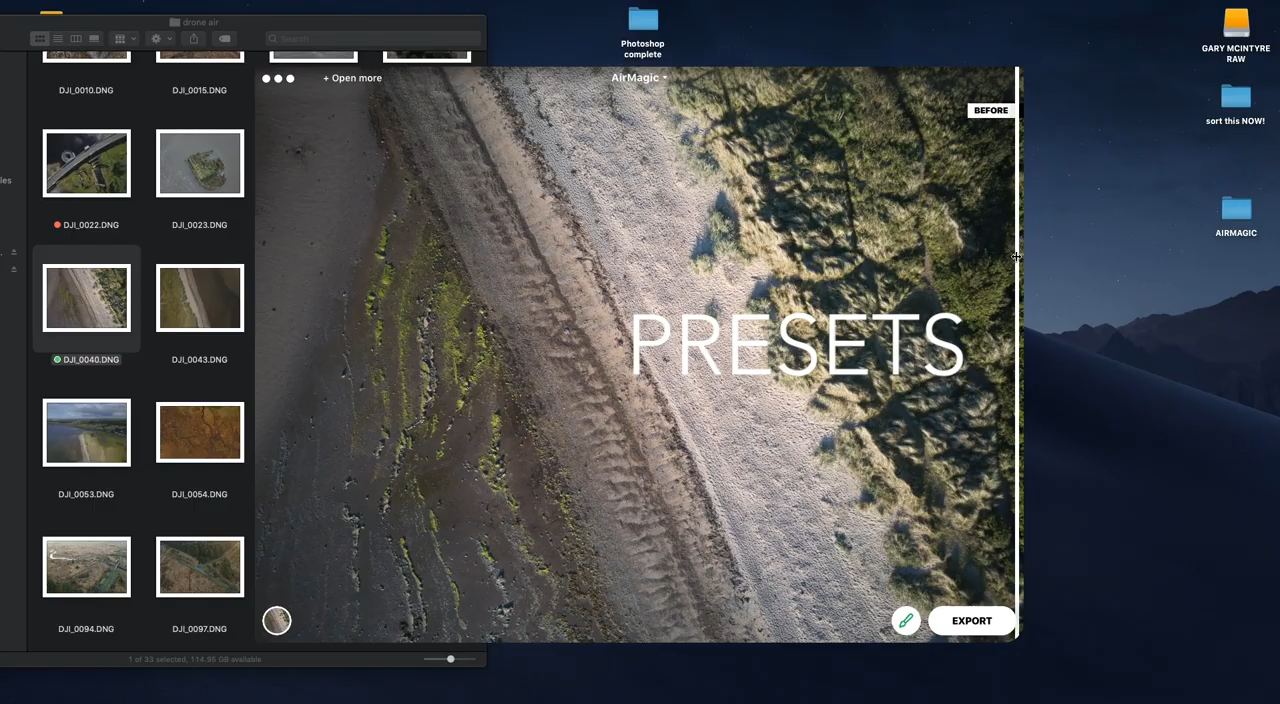 drone air
Search
DJI_0010.DNG
DJI_0015.DNG
DJI_0022.DNG
DJI_0023.DNG
les
DJI_0040.DNG
DJI_0043.DNG
DJI_0053.DNG
DJI_0054.DNG
DJI_0094.DNG
DJI_0097.DNG
1 of 33 selected, 114.95 GB available
+ Open more
AirMagic
BEFORE
PRESETS
EXPORT
Photoshop
complete
GARY MCINTYRE
RAW
sort this NOW!
AIRMAGIC